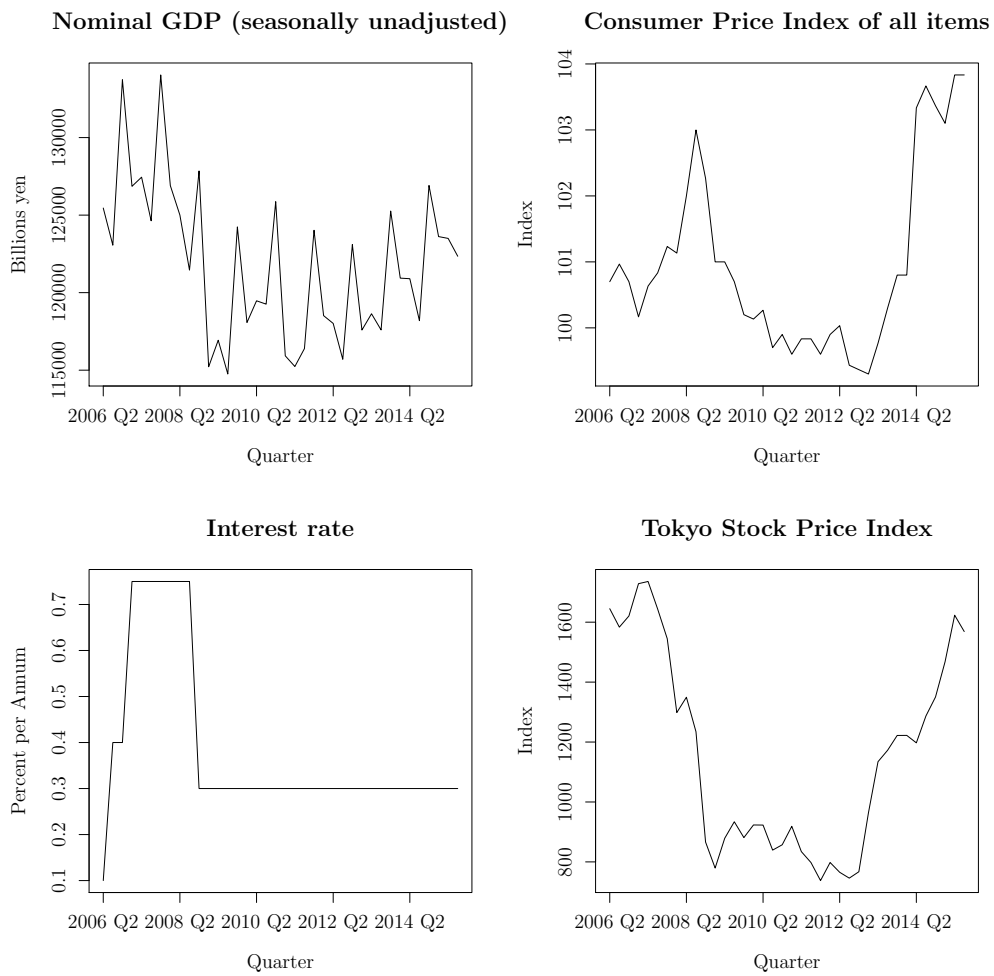 Nominal GDP (seasonally unadjusted)
Billions yen
130000
125000
120000
115000
2006 Q2 2008 Q2 2010 Q2 2012 Q2 2014 Q2
Quarter
Consumer Price Index of all items
Index
104
103
102
101
100
2006 Q2 2008 Q2 2010 Q2 2012 Q2 2014 Q2
Quarter
Interest rate
Percent per Annum
0.7
0.6
0.5
0.4
0.3
0.2
0.1
2006 Q2 2008 Q2 2010 Q2 2012 Q2 2014 Q2
Quarter
Tokyo Stock Price Index
Index
1600
1400
1200
1000
800
2006 Q2 2008 Q2 2010 Q2 2012 Q2 2014 Q2
Quarter